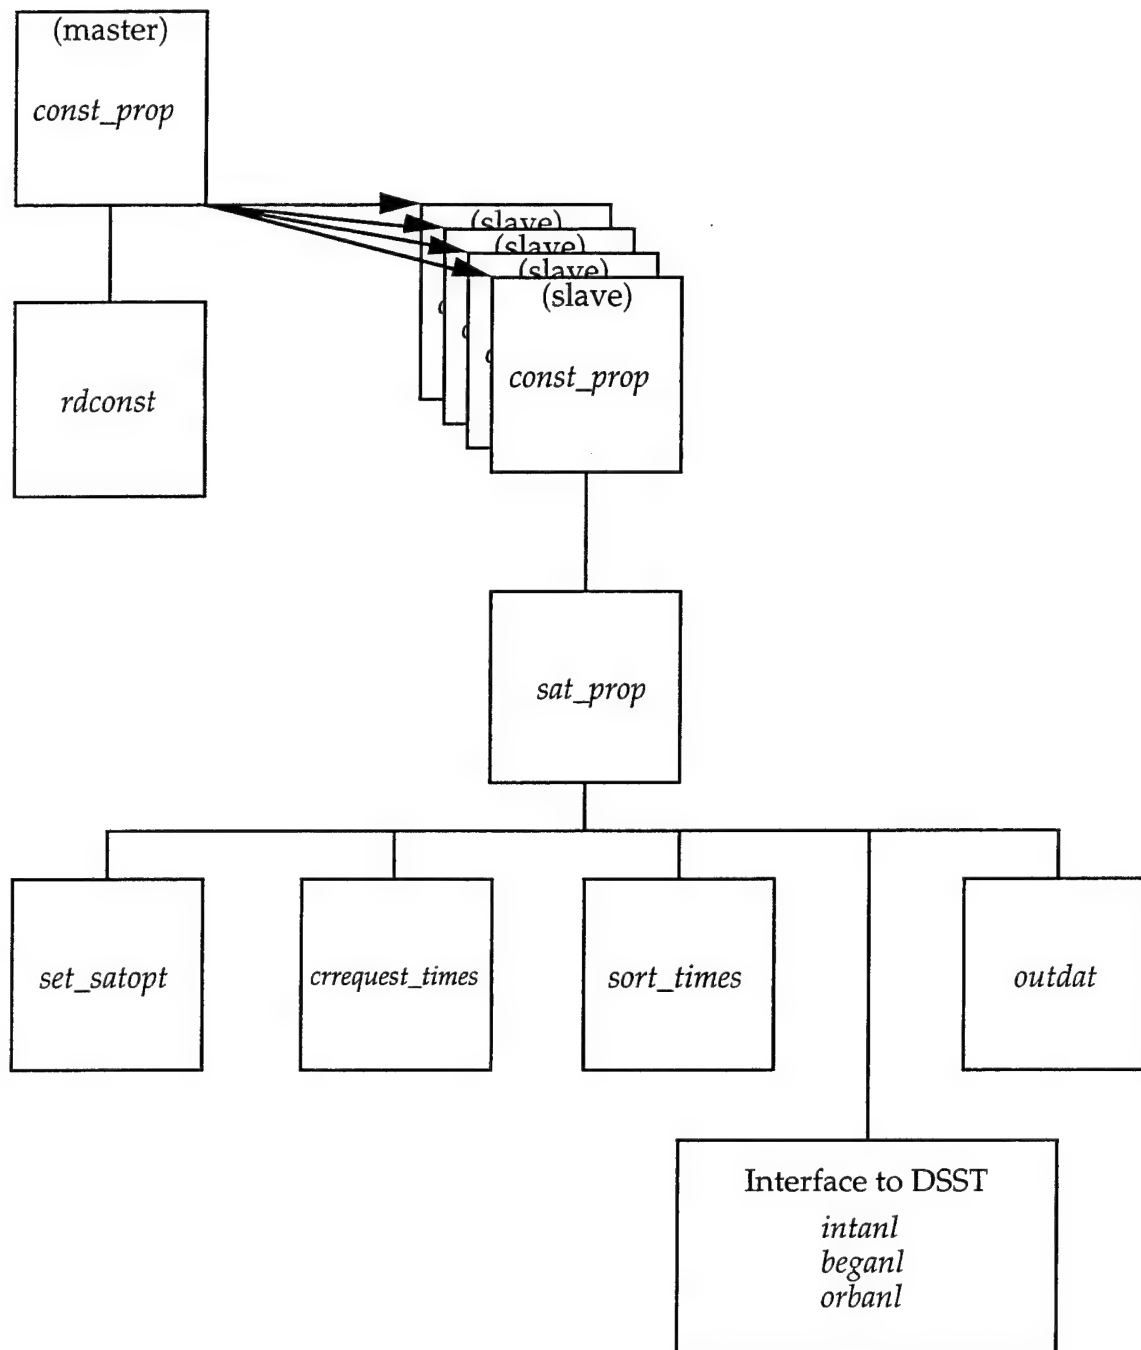 (master)
const_prop
(slave)
(slave)
(slave)
(slave)
const_prop
rdconst
sat_prop
set_satopt
crrequest_times
sort_times
outdat
Interface to DSST
intanl
beganl
orbanl